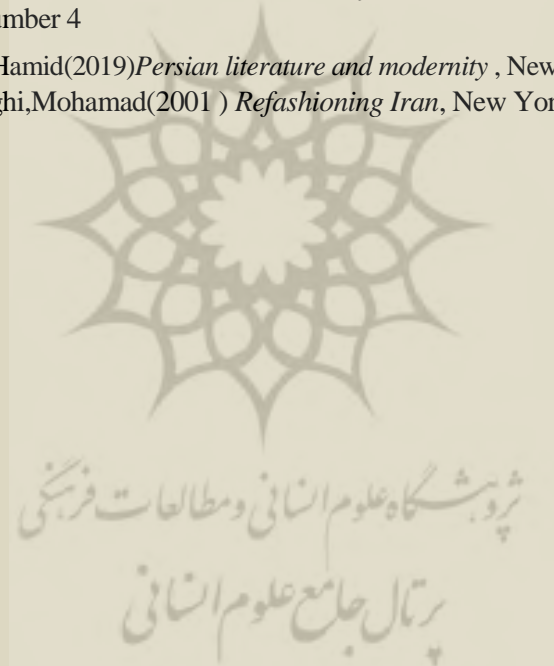 umber 4
Hamid(2019)Persian literature and modernity , New
ghi,Mohamad(2001 ) Refashioning Iran, New Yor
پژوهشگاه علوم انسانی و مطالعات فرهنگی
پرتال جامع علوم انسانی